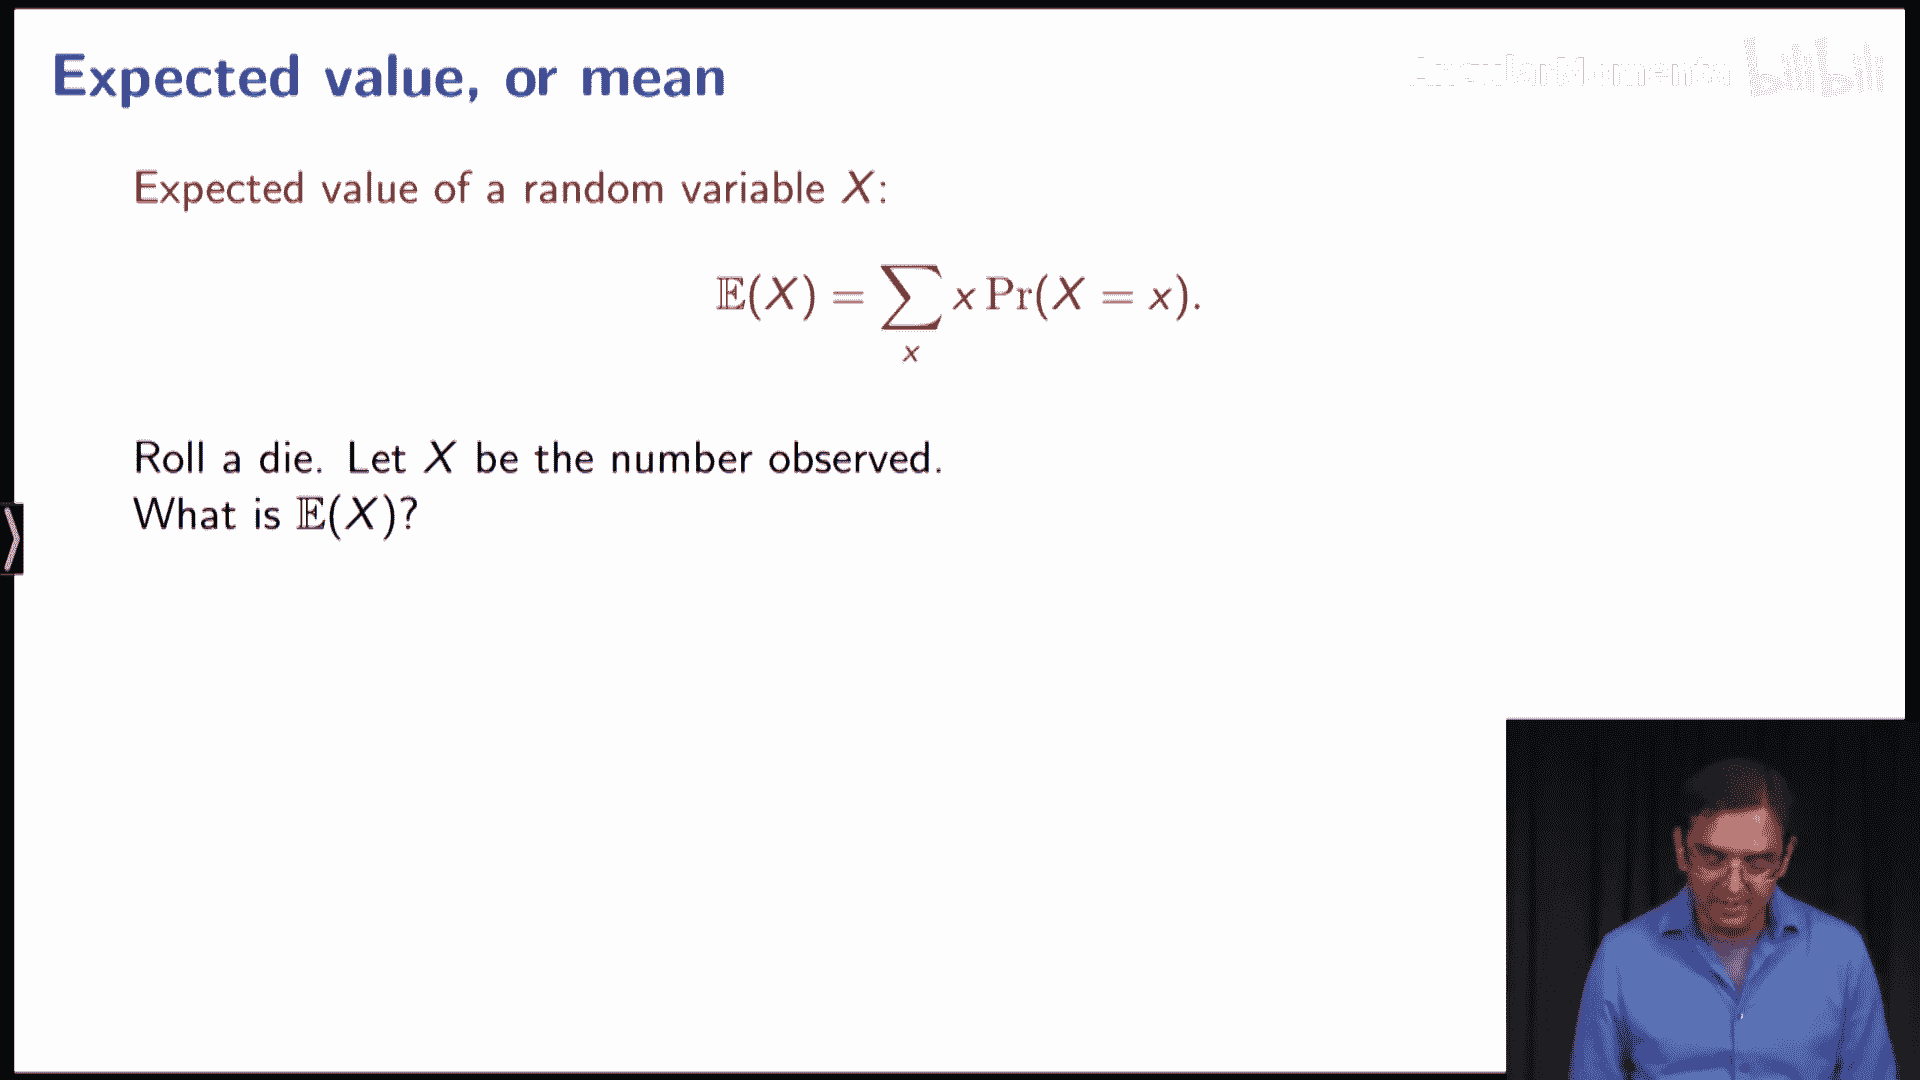 Expected value, or mean
bilibili
Expected value of a random variable X:
𝔼(X) = ∑ x Pr(X = x).
x
Roll a die. Let X be the number observed.
What is 𝔼(X)?